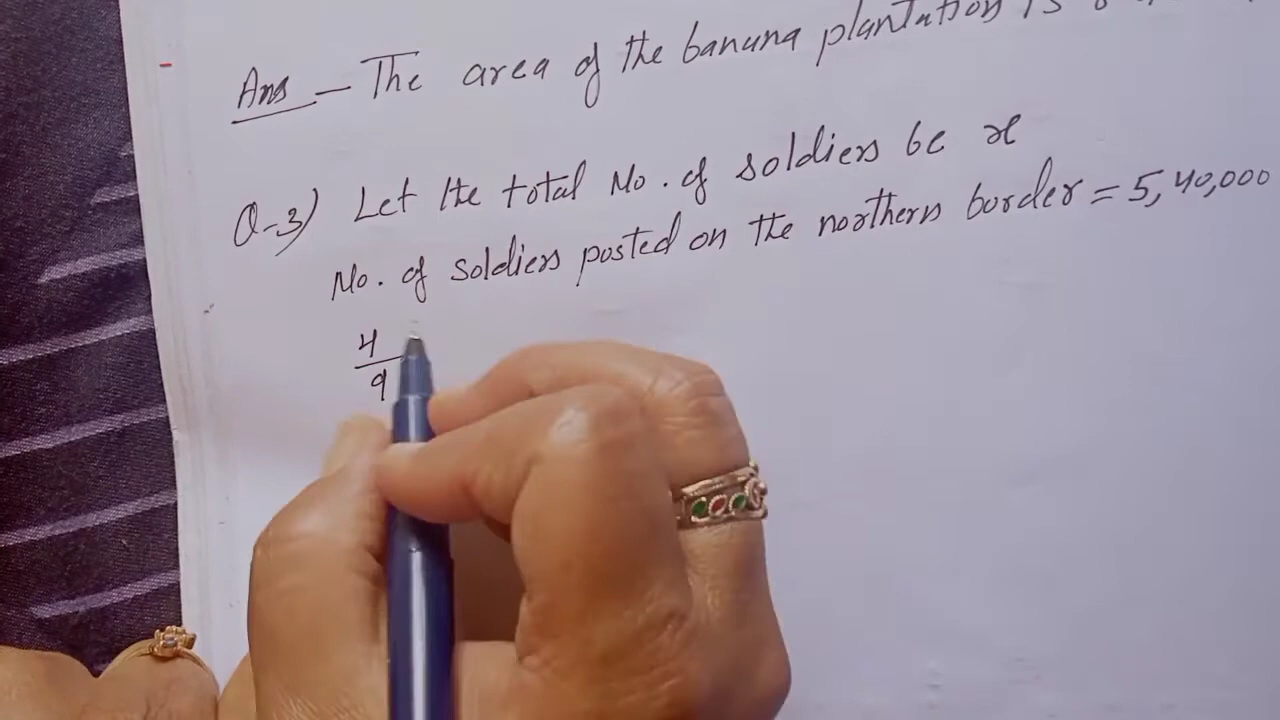 Ans - The area of the banana plantation is
Q-3) Let the total No. of soldiers be x
No. of soldiers posted on the northern border = 5,40,000
4/9